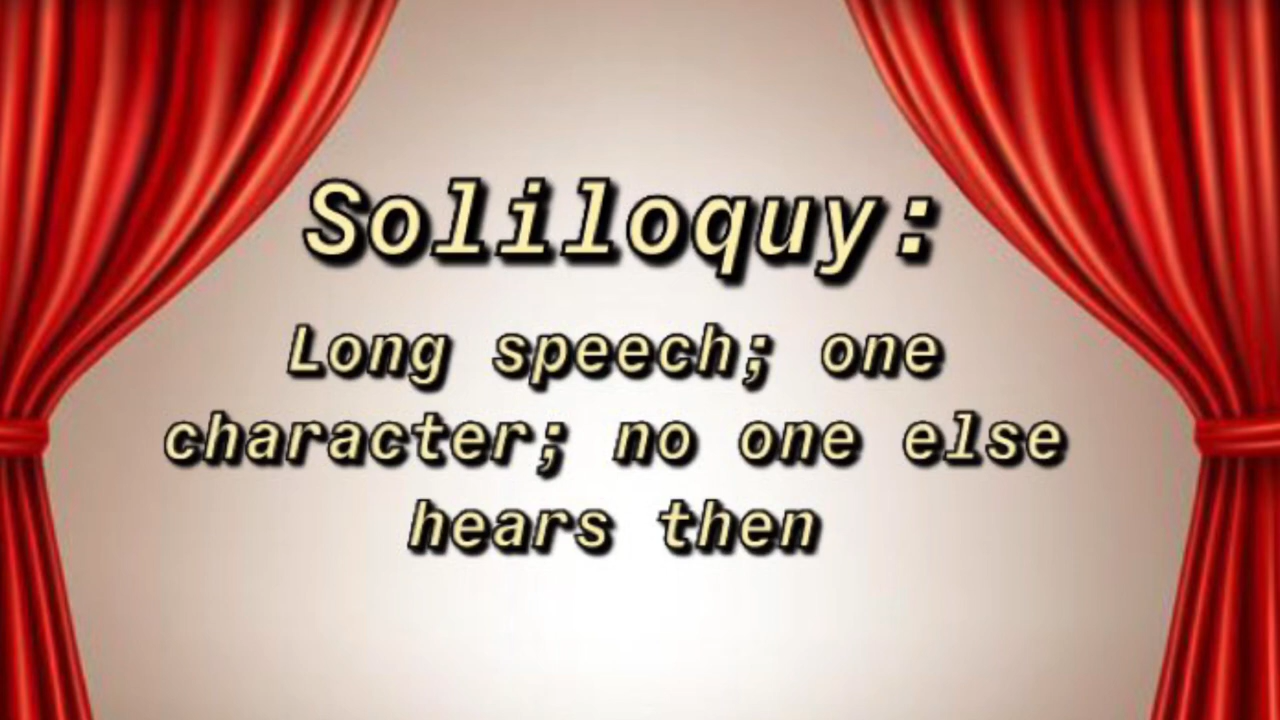 Soliloquy:
Long speech; one
character; no one else
hears then